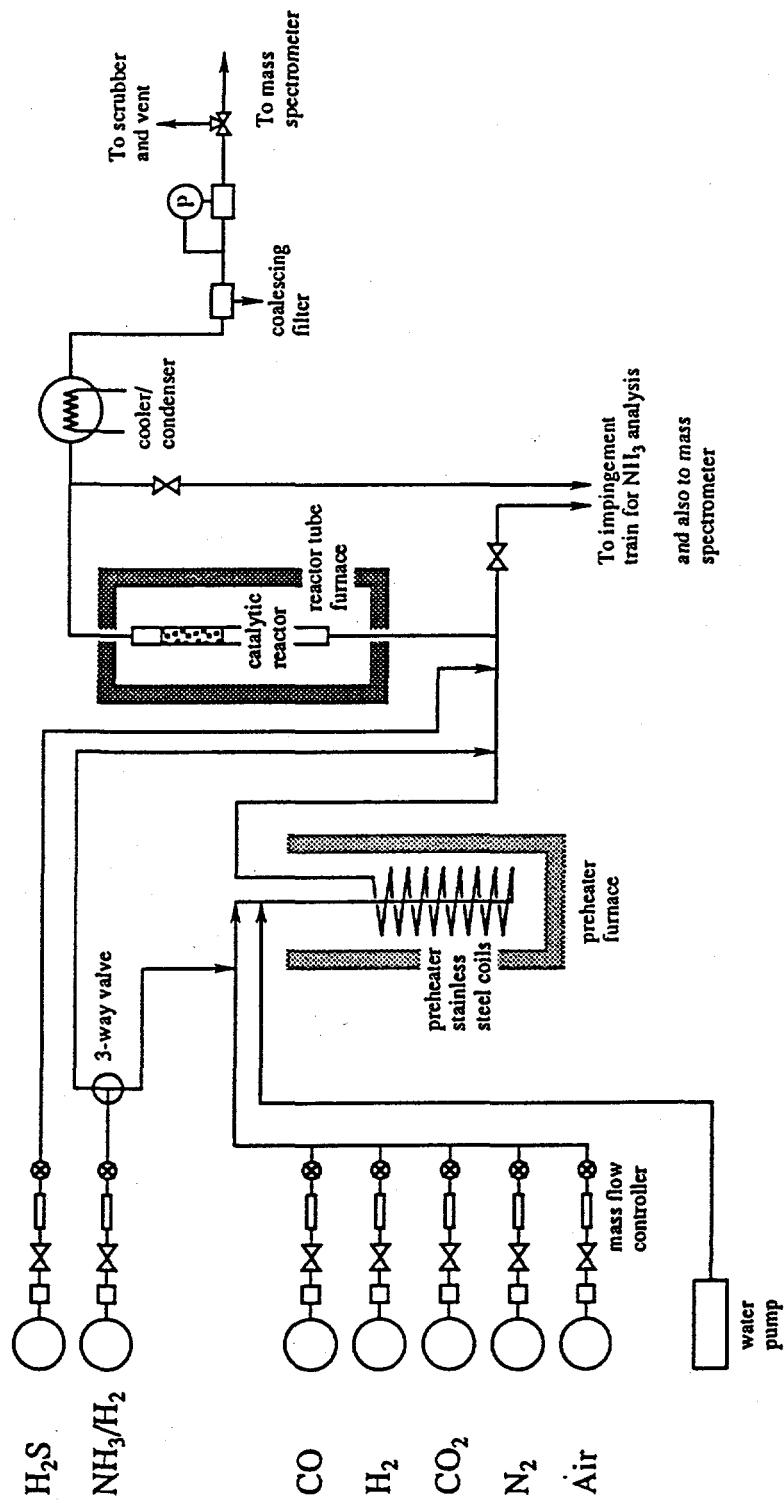 H2S
NH3/H2
CO
H2
CO2
N2
Air
3-way valve
mass flow
controller
water
pump
preheater
stainless
steel coils
preheater
furnace
catalytic
reactor
reactor tube
furnace
cooler/
condenser
coalescing
filter
P
To scrubber
and vent
To mass
spectrometer
To impingement
train for NH3 analysis
and also to mass
spectrometer